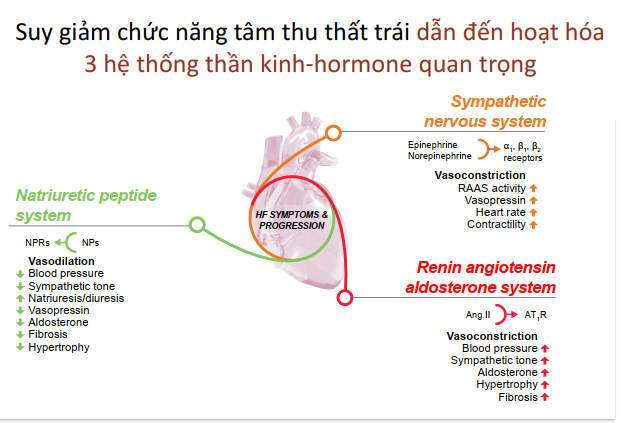 Suy giảm chức năng tâm thu thất trái dẫn đến hoạt hóa
3 hệ thống thần kinh-hormone quan trọng
Sympathetic
nervous system
Epinephrine
Norepinephrine
α1, β1, β2
receptors
Vasoconstriction
RAAS activity ⬆
Vasopressin ⬆
Heart rate ⬆
Contractility ⬆
Natriuretic peptide
system
NPRs NPs
Vasodilation
⬇ Blood pressure
⬇ Sympathetic tone
⬆ Natriuresis/diuresis
⬇ Vasopressin
⬇ Aldosterone
⬇ Fibrosis
⬇ Hypertrophy
HF SYMPTOMS &
PROGRESSION
Renin angiotensin
aldosterone system
Ang II AT1R
Vasoconstriction
Blood pressure ⬆
Sympathetic tone ⬆
Aldosterone ⬆
Hypertrophy ⬆
Fibrosis ⬆